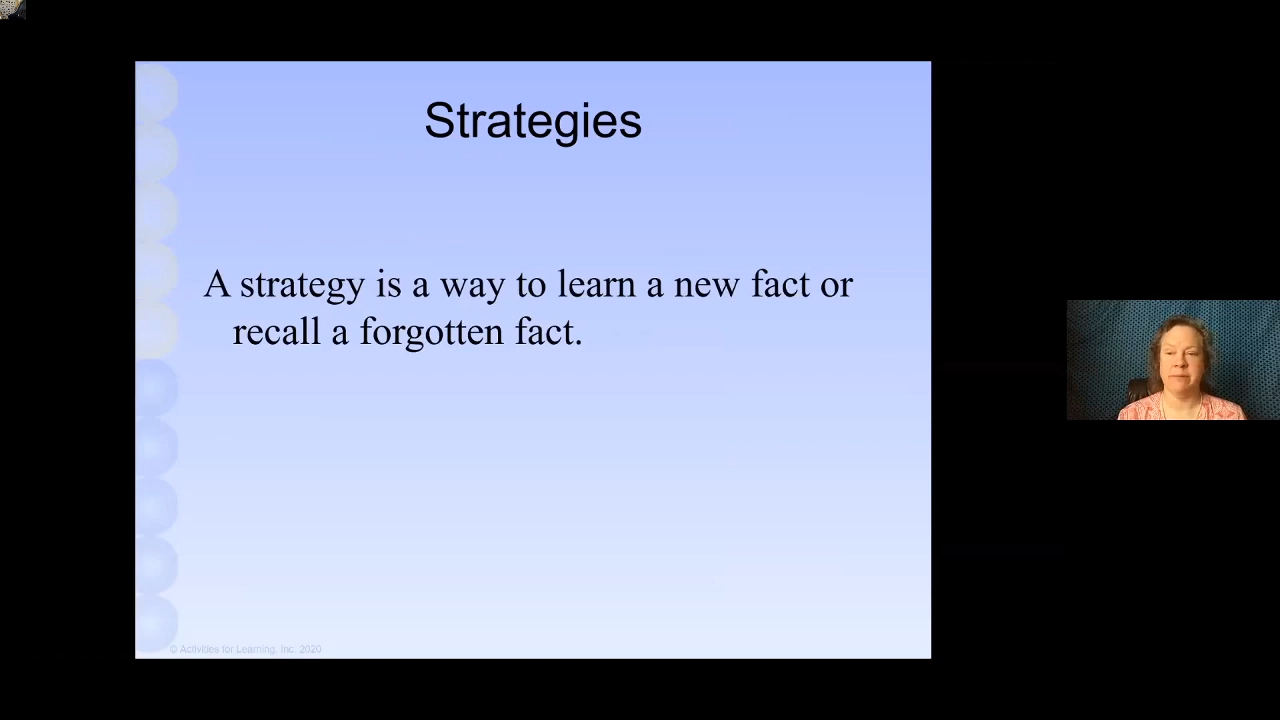 Strategies
A strategy is a way to learn a new fact or
recall a forgotten fact.
© Activities for Learning, Inc. 2020